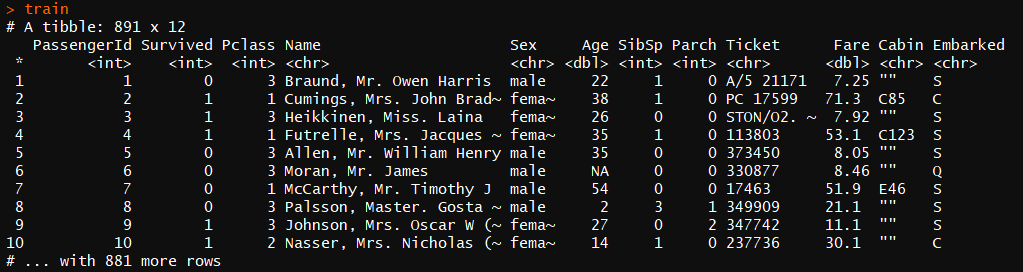 > train
# A tibble: 891 x 12
PassengerId Survived Pclass Name Sex Age SibSp Parch Ticket Fare Cabin Embarked
* <int> <int> <int> <chr> <chr> <dbl> <int> <int> <chr> <dbl> <chr> <chr>
1 1 0 3 Braund, Mr. Owen Harris male 22 1 0 A/5 21171 7.25 "" S
2 2 1 1 Cumings, Mrs. John Brad~ fema~ 38 1 0 PC 17599 71.3 C85 C
3 3 1 3 Heikkinen, Miss. Laina fema~ 26 0 0 STON/O2. ~ 7.92 "" S
4 4 1 1 Futrelle, Mrs. Jacques ~ fema~ 35 1 0 113803 53.1 C123 S
5 5 0 3 Allen, Mr. William Henry male 35 0 0 373450 8.05 "" S
6 6 0 3 Moran, Mr. James male NA 0 0 330877 8.46 "" Q
7 7 0 1 McCarthy, Mr. Timothy J male 54 0 0 17463 51.9 E46 S
8 8 0 3 Palsson, Master. Gosta ~ male 2 3 1 349909 21.1 "" S
9 9 1 3 Johnson, Mrs. Oscar W (~ fema~ 27 0 2 347742 11.1 "" S
10 10 1 2 Nasser, Mrs. Nicholas (~ fema~ 14 1 0 237736 30.1 "" C
# ... with 881 more rows